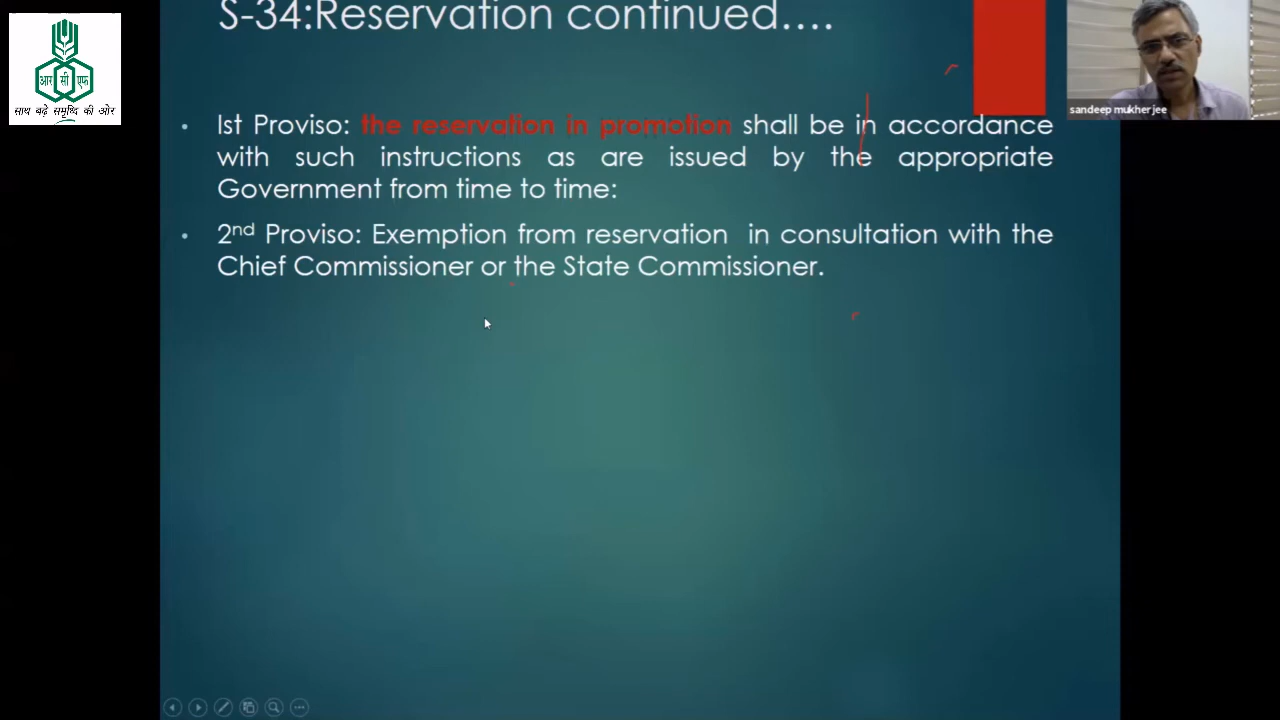 S-34:Reservation continued....
आर सी एफ
साथ बढ़े समृध्दि की ओर
sandeep mukherjee
• Ist Proviso: the reservation in promotion shall be in accordance
with such instructions as are issued by the appropriate
Government from time to time:
• 2nd Proviso: Exemption from reservation in consultation with the
Chief Commissioner or the State Commissioner.